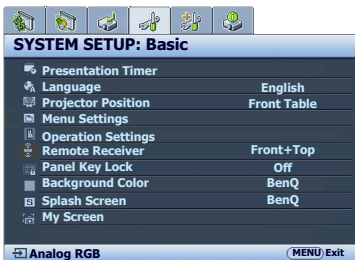 SYSTEM SETUP: Basic
Presentation Timer
Language English
Projector Position Front Table
Menu Settings
Operation Settings
Remote Receiver Front+Top
Panel Key Lock Off
Background Color BenQ
Splash Screen BenQ
My Screen
Analog RGB MENU Exit